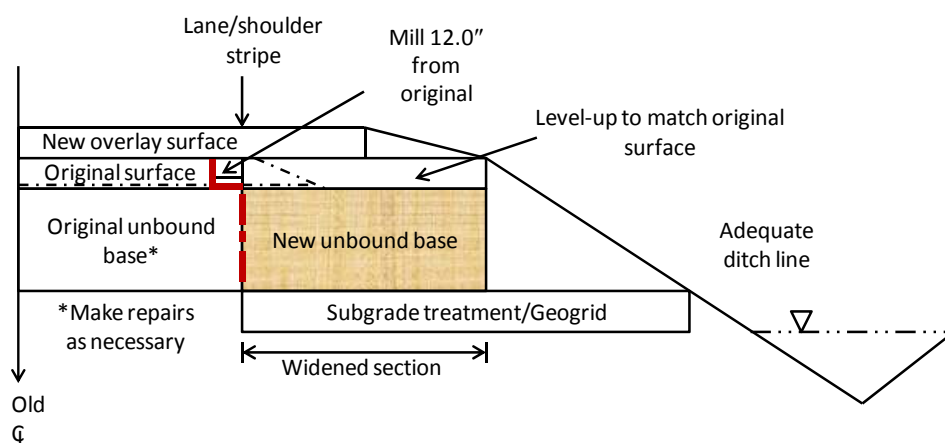 Lane/shoulder
stripe
Mill 12.0″
from
original
Level-up to match original
surface
New overlay surface
Original surface
Original unbound
base*
New unbound base
Adequate
ditch line
*Make repairs
as necessary
Subgrade treatment/Geogrid
Widened section
Old
℄